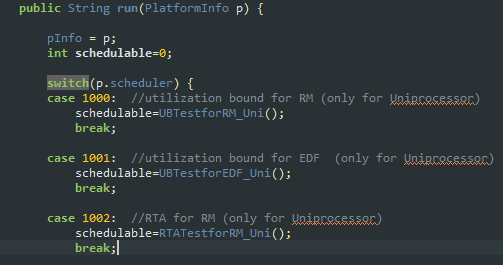 public String run(PlatformInfo p) {
pInfo = p;
int schedulable=0;
switch(p.scheduler) {
case 1000:  //utilization bound for RM (only for Uniprocessor)
schedulable=UBTestforRM_Uni();
break;
case 1001:  //utilization bound for EDF  (only for Uniprocessor)
schedulable=UBTestforEDF_Uni();
break;
case 1002:  //RTA for RM (only for Uniprocessor)
schedulable=RTATestforRM_Uni();
break;